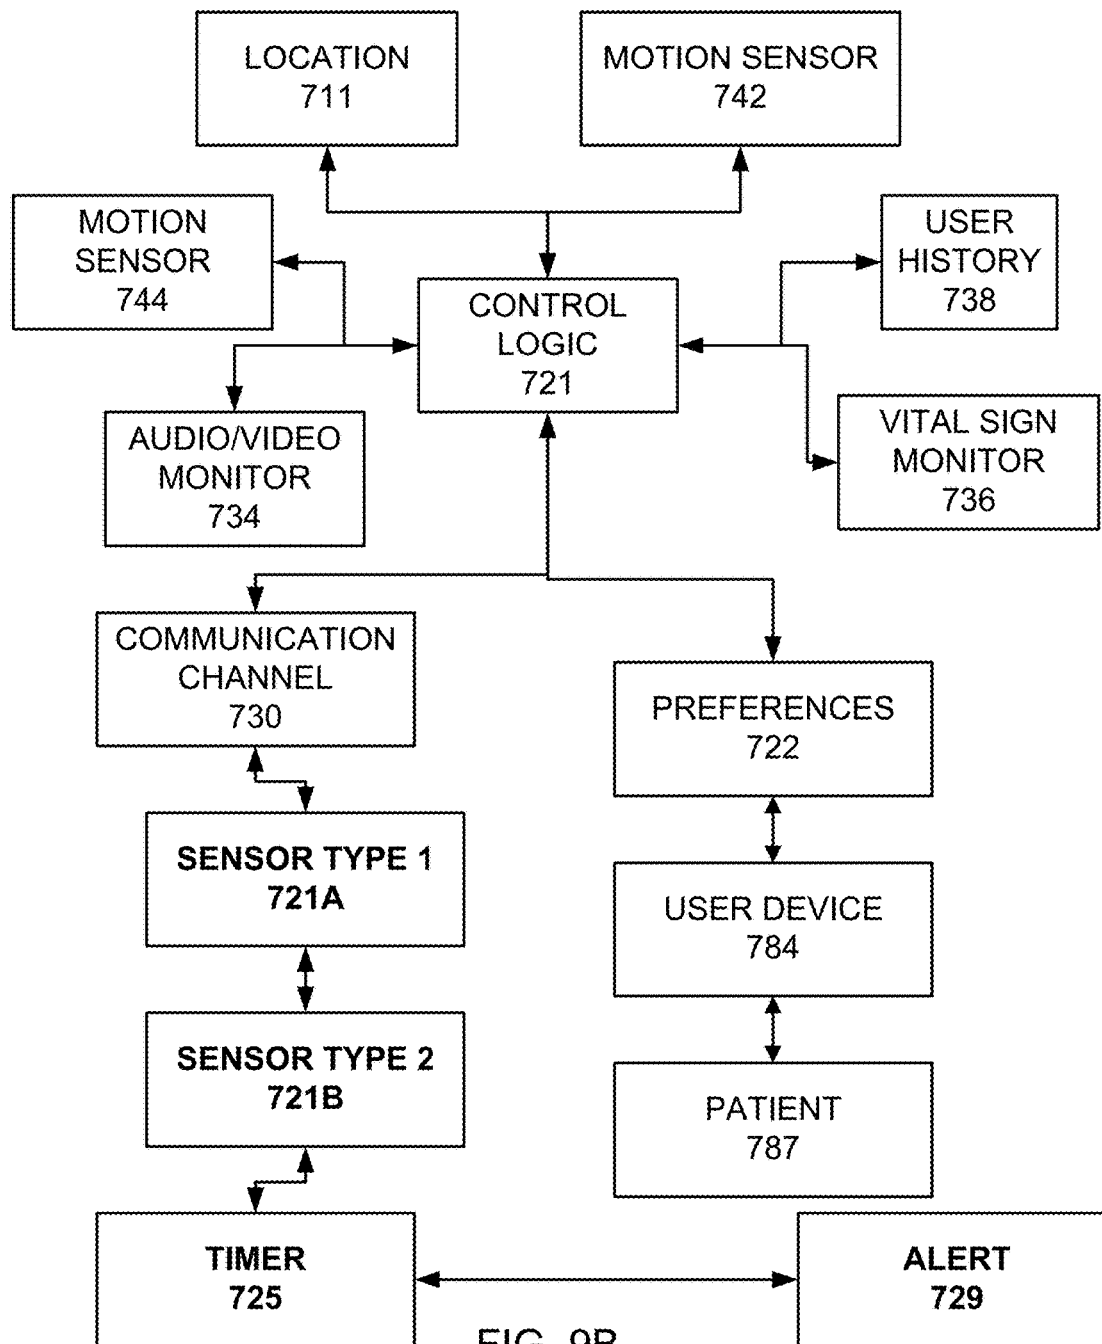 LOCATION
711
MOTION SENSOR
742
MOTION
SENSOR
744
USER
HISTORY
738
CONTROL
LOGIC
721
AUDIO/VIDEO
MONITOR
734
VITAL SIGN
MONITOR
736
COMMUNICATION
CHANNEL
730
PREFERENCES
722
SENSOR TYPE 1
721A
USER DEVICE
784
SENSOR TYPE 2
721B
PATIENT
787
TIMER
725
ALERT
729
FIG. 9B